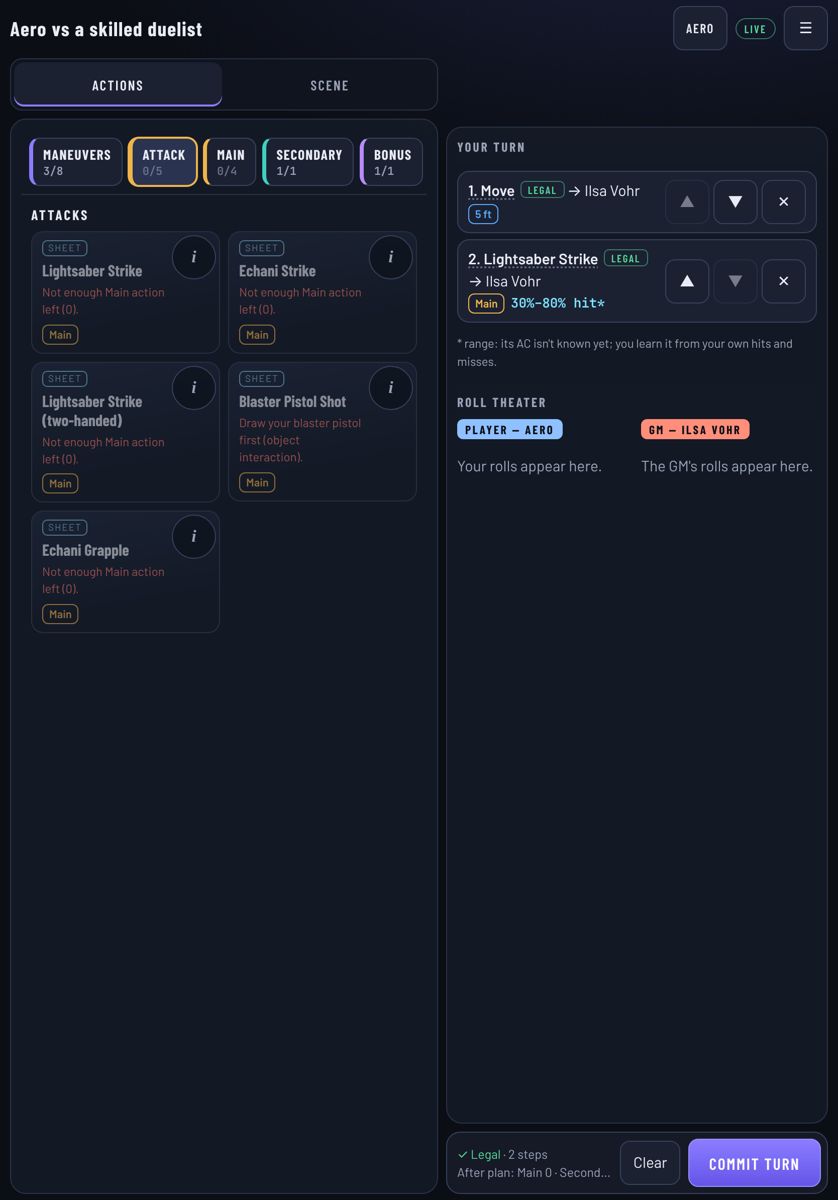 Aero vs a skilled duelist
AERO
LIVE
☰
ACTIONS
SCENE
MANEUVERS
3/8
ATTACK
0/5
MAIN
0/4
SECONDARY
1/1
BONUS
1/1
ATTACKS
SHEET
i
Lightsaber Strike
Not enough Main action
left (0).
Main
SHEET
i
Echani Strike
Not enough Main action
left (0).
Main
SHEET
i
Lightsaber Strike
(two-handed)
Not enough Main action
left (0).
Main
SHEET
i
Blaster Pistol Shot
Draw your blaster pistol
first (object
interaction).
Main
SHEET
i
Echani Grapple
Not enough Main action
left (0).
Main
YOUR TURN
1. Move LEGAL → Ilsa Vohr
5 ft
▲ ▼ ✕
2. Lightsaber Strike LEGAL
→ Ilsa Vohr
Main 30%–80% hit*
▲ ▼ ✕
* range: its AC isn't known yet; you learn it from your own hits and
misses.
ROLL THEATER
PLAYER — AERO
Your rolls appear here.
GM — ILSA VOHR
The GM's rolls appear here.
✓ Legal · 2 steps
After plan: Main 0 · Second…
Clear
COMMIT TURN